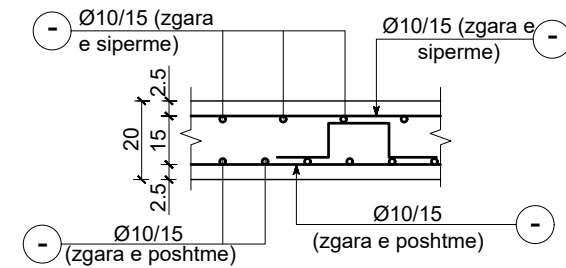 - Ø10/15 (zgara
e siperme)
Ø10/15 (zgara e -
siperme)
2.5
20
15
2.5
- Ø10/15
(zgara e poshtme)
Ø10/15 -
(zgara e poshtme)